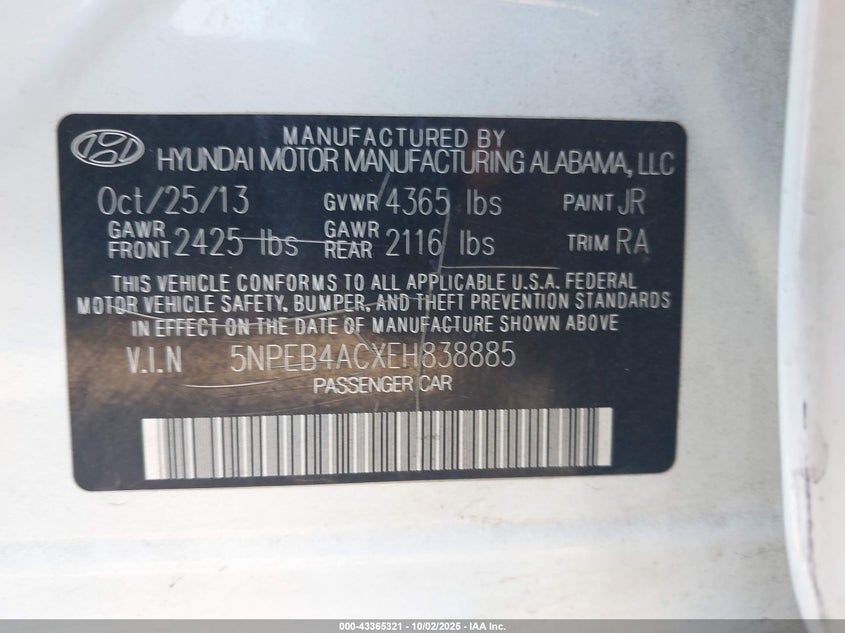 MANUFACTURED BY
HYUNDAI MOTOR MANUFACTURING ALABAMA, LLC
Oct/25/13 GVWR 4365 lbs PAINT JR
GAWR FRONT 2425 lbs GAWR REAR 2116 lbs TRIM RA
THIS VEHICLE CONFORMS TO ALL APPLICABLE U.S.A. FEDERAL
MOTOR VEHICLE SAFETY, BUMPER, AND THEFT PREVENTION STANDARDS
IN EFFECT ON THE DATE OF MANUFACTURE SHOWN ABOVE
V.I.N 5NPEB4ACXEH838885
PASSENGER CAR
000-43365321 | 10/02/2025 - IAA Inc.